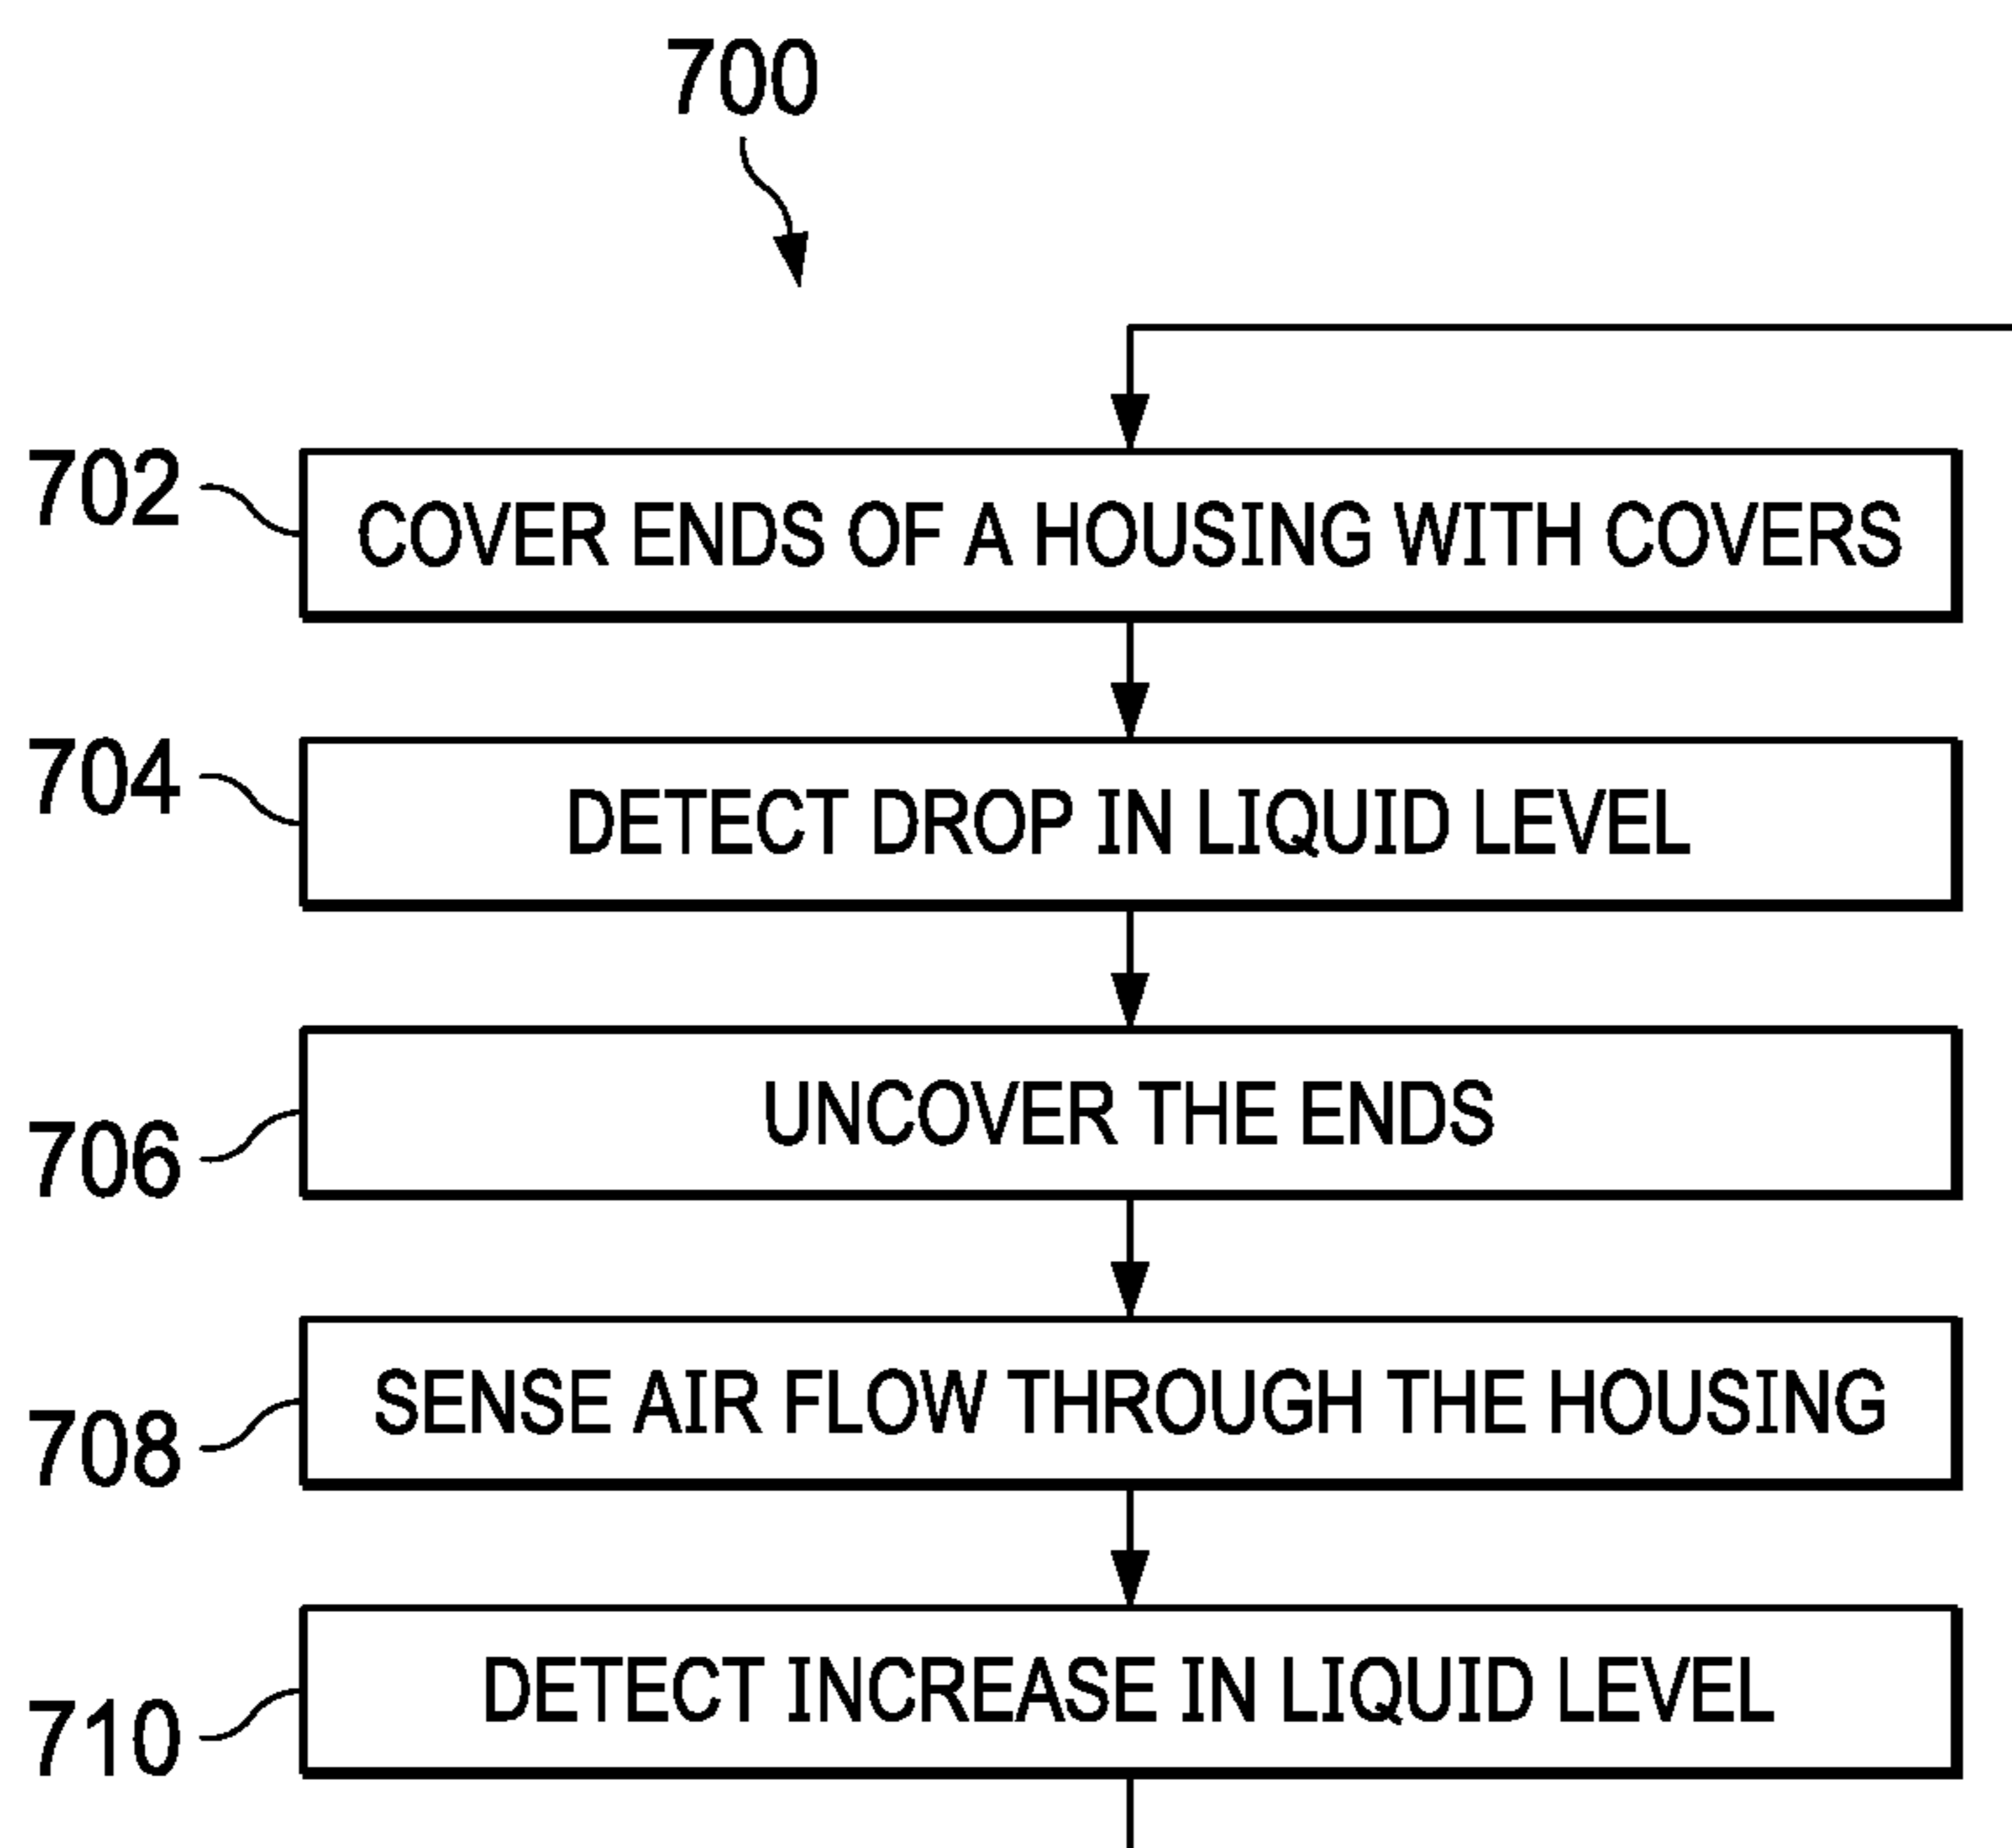 700
702
COVER ENDS OF A HOUSING WITH COVERS
704
DETECT DROP IN LIQUID LEVEL
706
UNCOVER THE ENDS
708
SENSE AIR FLOW THROUGH THE HOUSING
710
DETECT INCREASE IN LIQUID LEVEL